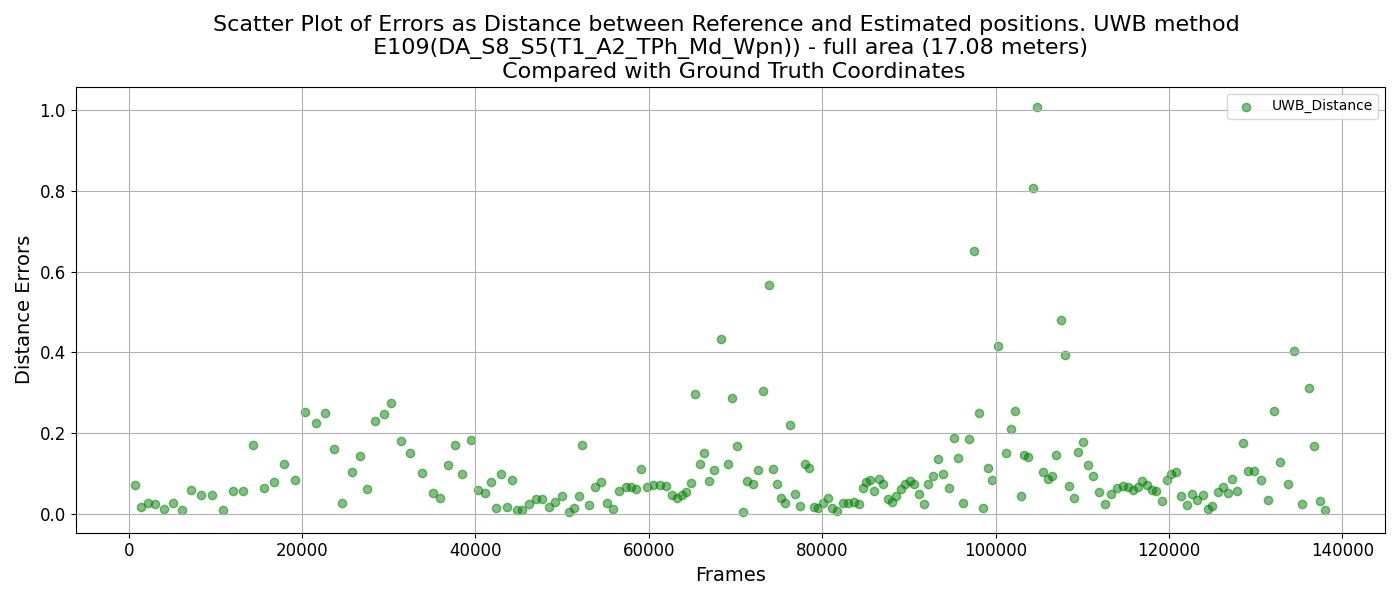 Scatter Plot of Errors as Distance between Reference and Estimated positions. UWB method
E109(DA_S8_S5(T1_A2_TPh_Md_Wpn)) - full area (17.08 meters)
Compared with Ground Truth Coordinates
UWB_Distance
Distance Errors
1.0
0.8
0.6
0.4
0.2
0.0
0 20000 40000 60000 80000 100000 120000 140000
Frames